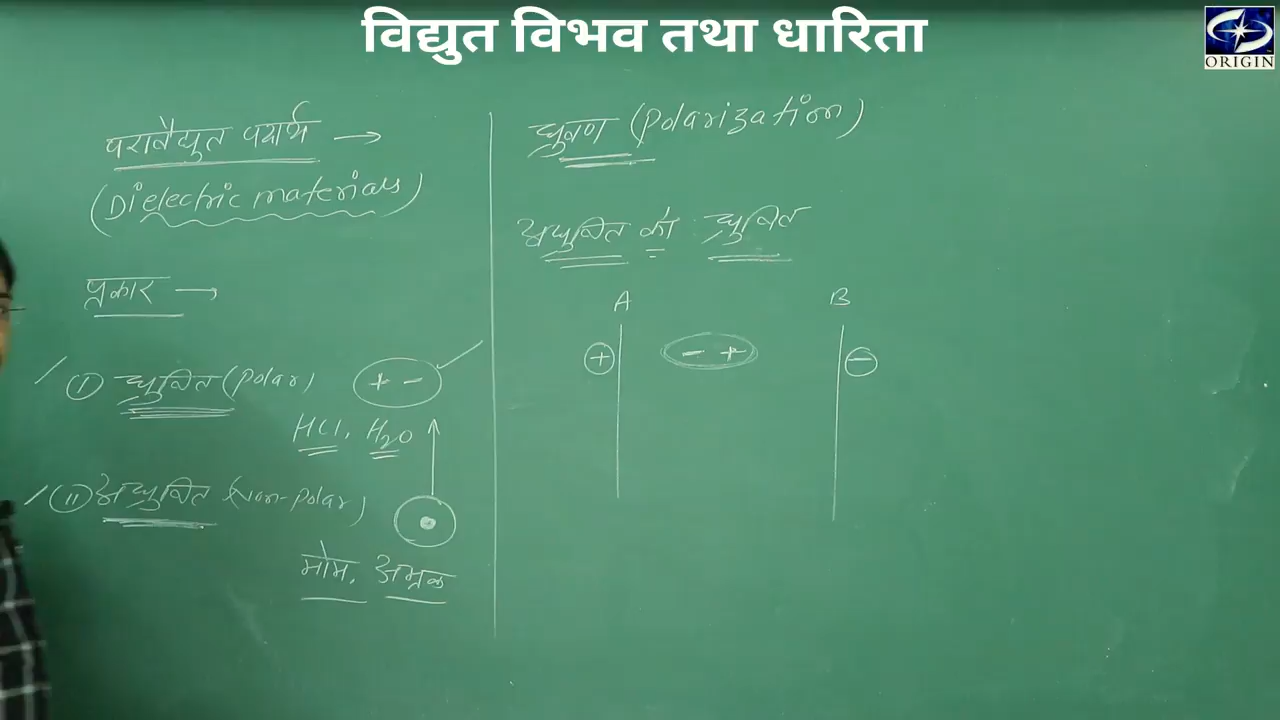 विद्युत विभव तथा धारिता
ORIGIN
परावैद्युत पदार्थ →
(Dielectric materials)
प्रकार →
(I) ध्रुवित (Polar) + -
HCl, H₂O
(II) अध्रुवित (Non-Polar)
मोम, अभ्रक
ध्रुवण (Polarization)
अध्रुवित को ध्रुवित
A B
+ - + -